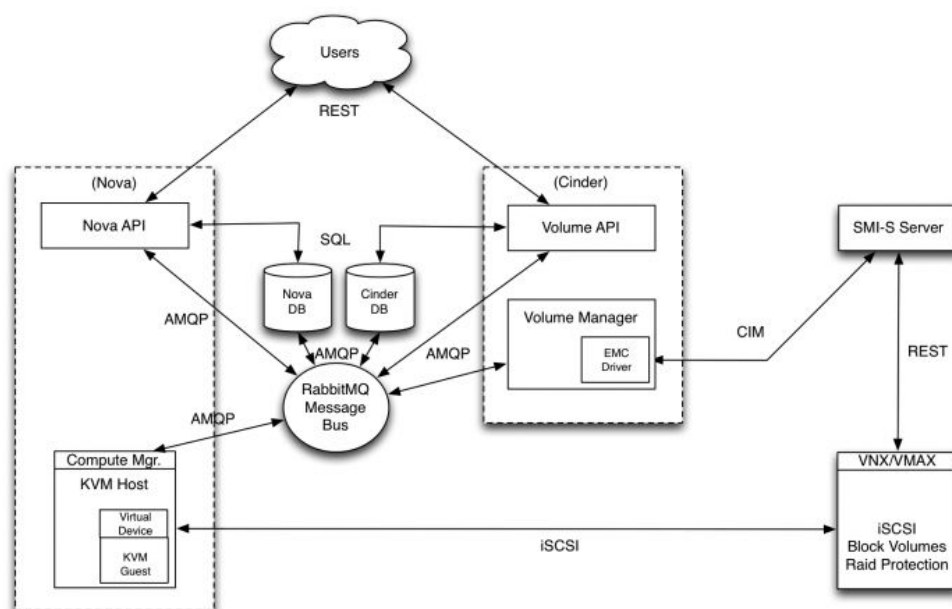 Users
REST
(Nova)
(Cinder)
Nova API
Volume API
SMI-S Server
SQL
Nova
DB
Cinder
DB
AMQP
AMQP
AMQP
Volume Manager
EMC
Driver
CIM
REST
RabbitMQ
Message
Bus
AMQP
Compute Mgr.
KVM Host
Virtual
Device
KVM
Guest
iSCSI
VNX/VMAX
iSCSI
Block Volumes
Raid Protection